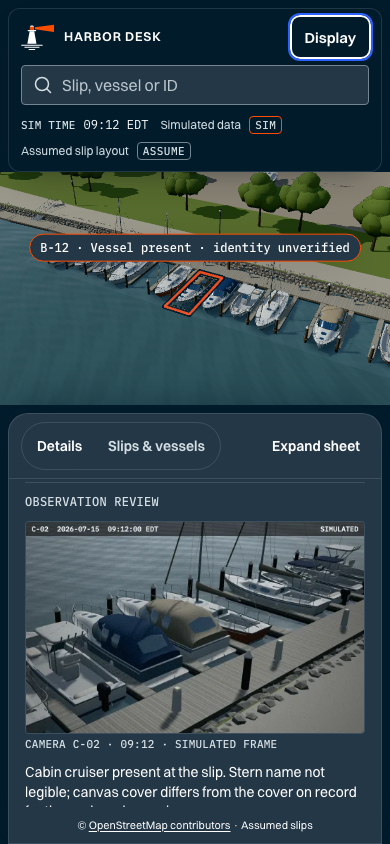 HARBOR DESK
Display
Slip, vessel or ID
SIM TIME 09:12 EDT Simulated data SIM
Assumed slip layout ASSUME
B-12 · Vessel present · identity unverified
Details Slips & vessels Expand sheet
OBSERVATION REVIEW
C-02 2026-07-15 09:12:00 EDT SIMULATED
CAMERA C-02 · 09:12 · SIMULATED FRAME
Cabin cruiser present at the slip. Stern name not
legible; canvas cover differs from the cover on record
© OpenStreetMap contributors · Assumed slips